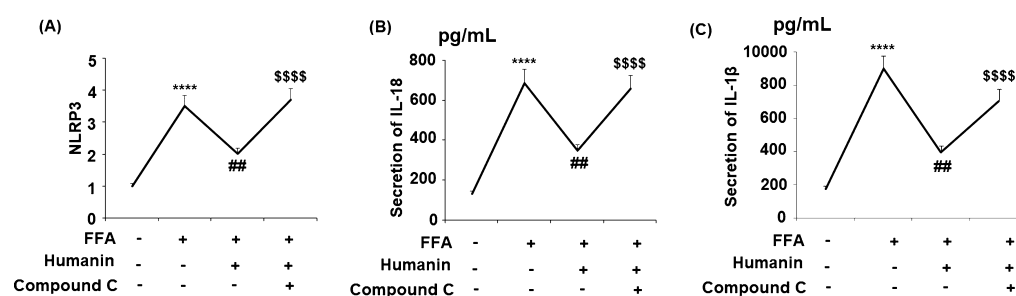 (A)
5
4
3
2
1
0
NLRP3
****
##
$$$$
FFA - + + +
Humanin - - + +
Compound C - - - +
(B)
pg/mL
800
600
400
200
0
Secretion of IL-18
****
##
$$$$
FFA - + + +
Humanin - - + +
Compound C - - - +
(C)
pg/mL
10000
800
600
400
200
0
Secretion of IL-1β
****
##
$$$$
FFA - + + +
Humanin - - + +
Compound C - - - +